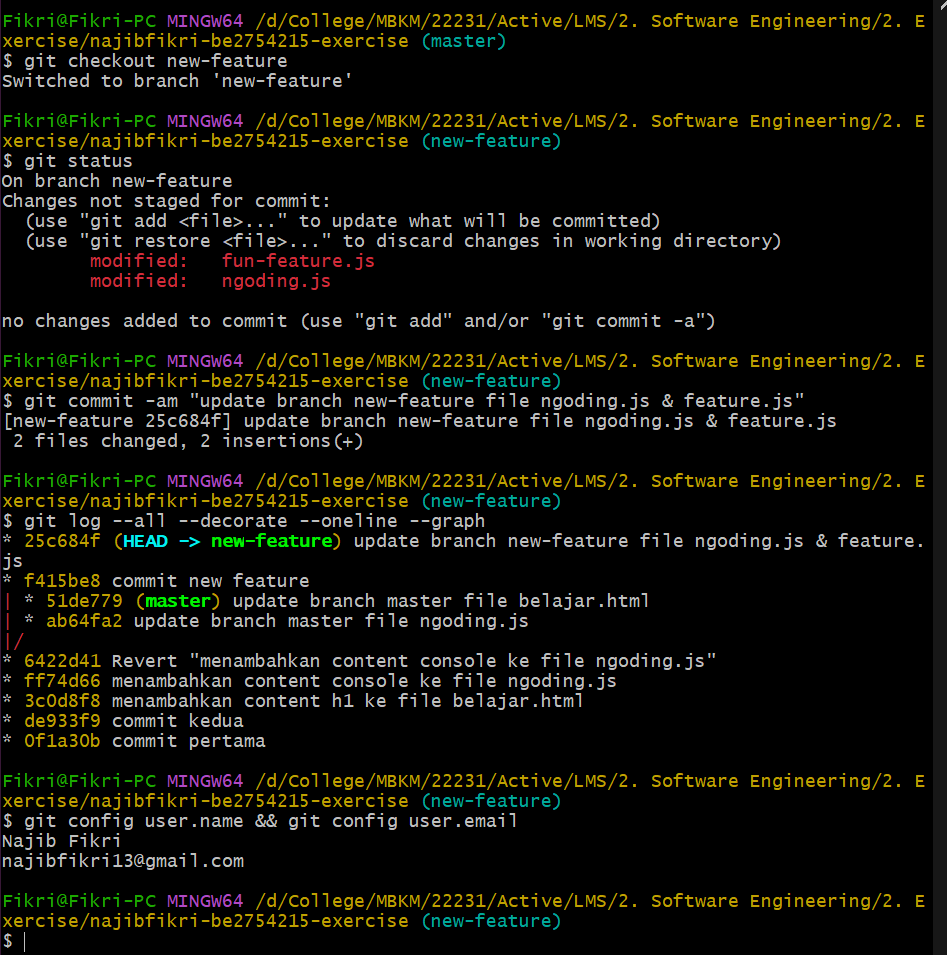 Fikri@Fikri-PC MINGW64 /d/College/MBKM/22231/Active/LMS/2. Software Engineering/2. E
xercise/najibfikri-be2754215-exercise (master)
$ git checkout new-feature
Switched to branch 'new-feature'

Fikri@Fikri-PC MINGW64 /d/College/MBKM/22231/Active/LMS/2. Software Engineering/2. E
xercise/najibfikri-be2754215-exercise (new-feature)
$ git status
On branch new-feature
Changes not staged for commit:
  (use "git add <file>..." to update what will be committed)
  (use "git restore <file>..." to discard changes in working directory)
        modified:   fun-feature.js
        modified:   ngoding.js

no changes added to commit (use "git add" and/or "git commit -a")

Fikri@Fikri-PC MINGW64 /d/College/MBKM/22231/Active/LMS/2. Software Engineering/2. E
xercise/najibfikri-be2754215-exercise (new-feature)
$ git commit -am "update branch new-feature file ngoding.js & feature.js"
[new-feature 25c684f] update branch new-feature file ngoding.js & feature.js
 2 files changed, 2 insertions(+)

Fikri@Fikri-PC MINGW64 /d/College/MBKM/22231/Active/LMS/2. Software Engineering/2. E
xercise/najibfikri-be2754215-exercise (new-feature)
$ git log --all --decorate --oneline --graph
* 25c684f (HEAD -> new-feature) update branch new-feature file ngoding.js & feature.
js
* f415be8 commit new feature
| * 51de779 (master) update branch master file belajar.html
| * ab64fa2 update branch master file ngoding.js
|/
* 6422d41 Revert "menambahkan content console ke file ngoding.js"
* ff74d66 menambahkan content console ke file ngoding.js
* 3c0d8f8 menambahkan content h1 ke file belajar.html
* de933f9 commit kedua
* 0f1a30b commit pertama

Fikri@Fikri-PC MINGW64 /d/College/MBKM/22231/Active/LMS/2. Software Engineering/2. E
xercise/najibfikri-be2754215-exercise (new-feature)
$ git config user.name && git config user.email
Najib Fikri
najibfikri13@gmail.com

Fikri@Fikri-PC MINGW64 /d/College/MBKM/22231/Active/LMS/2. Software Engineering/2. E
xercise/najibfikri-be2754215-exercise (new-feature)
$